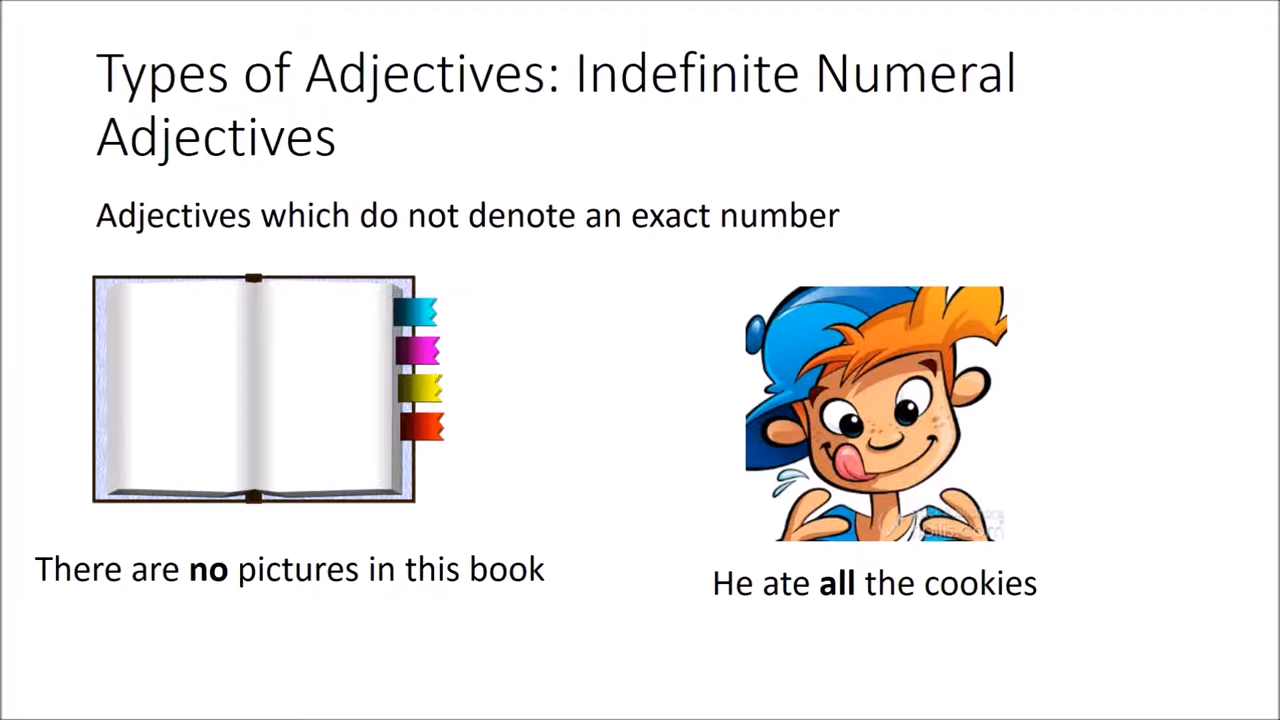 Types of Adjectives: Indefinite Numeral
Adjectives
Adjectives which do not denote an exact number
There are no pictures in this book
He ate all the cookies